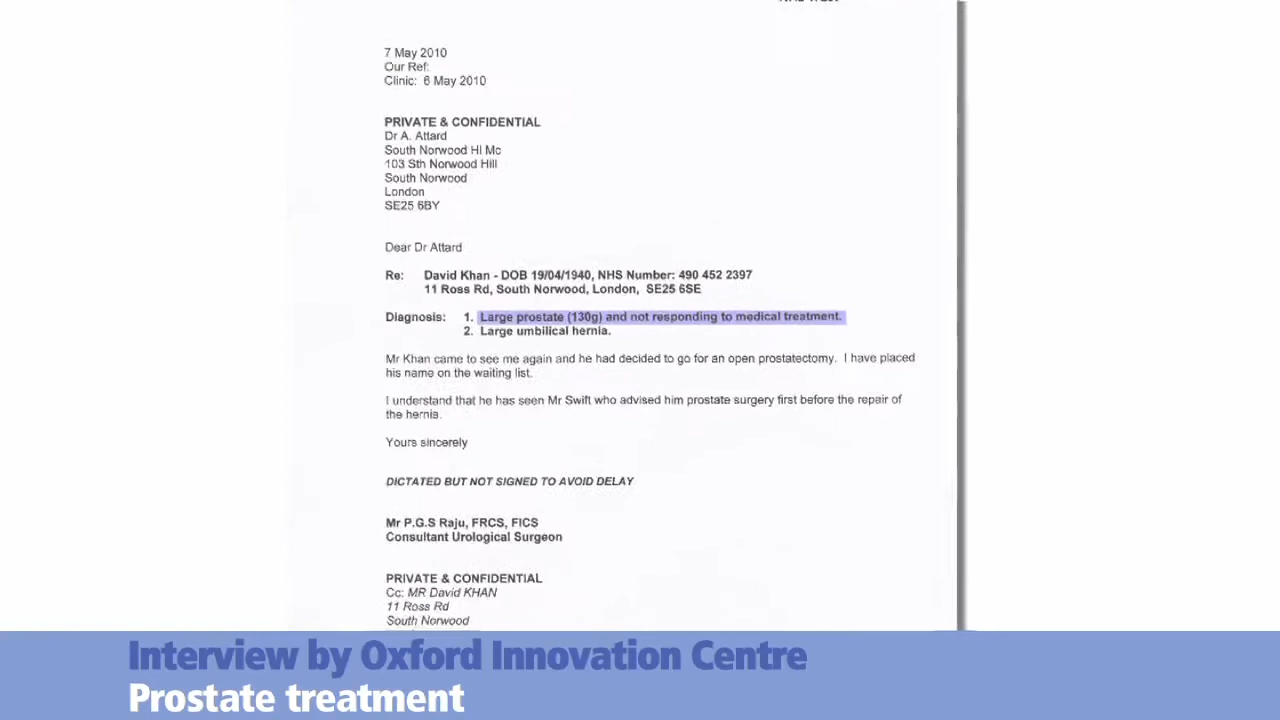 7 May 2010
Our Ref:
Clinic: 6 May 2010
PRIVATE & CONFIDENTIAL
Dr A. Attard
South Norwood Hl Mc
103 Sth Norwood Hill
South Norwood
London
SE25 6BY
Dear Dr Attard
Re: David Khan - DOB 19/04/1940, NHS Number: 490 452 2397
11 Ross Rd, South Norwood, London, SE25 6SE
Diagnosis: 1. Large prostate (130g) and not responding to medical treatment.
2. Large umbilical hernia.
Mr Khan came to see me again and he had decided to go for an open prostatectomy. I have placed
his name on the waiting list.
I understand that he has seen Mr Swift who advised him prostate surgery first before the repair of
the hernia.
Yours sincerely
DICTATED BUT NOT SIGNED TO AVOID DELAY
Mr P.G.S Raju, FRCS, FICS
Consultant Urological Surgeon
PRIVATE & CONFIDENTIAL
Cc: MR David KHAN
11 Ross Rd
South Norwood
Interview by Oxford Innovation Centre
Prostate treatment